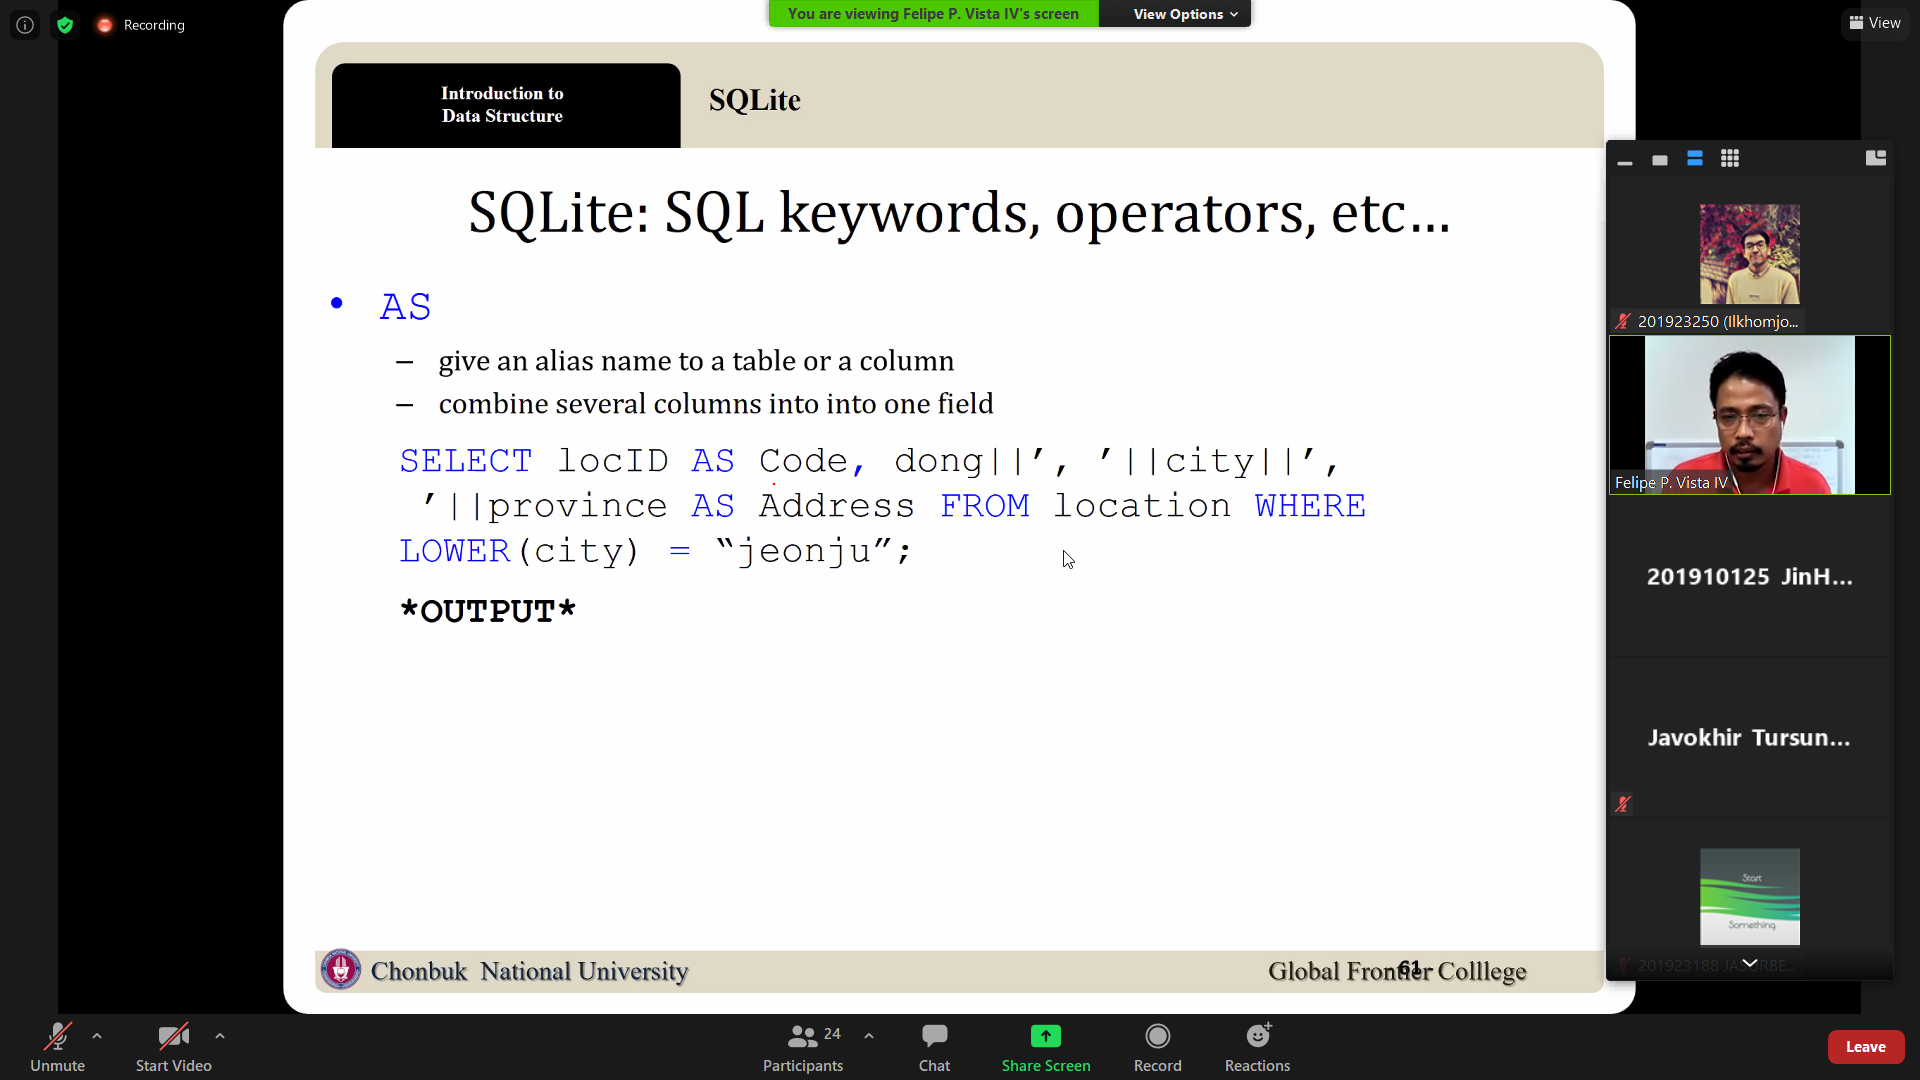 Recording
You are viewing Felipe P. Vista IV's screen
View Options
View
Introduction to
Data Structure
SQLite
SQLite: SQL keywords, operators, etc…
• AS
– give an alias name to a table or a column
– combine several columns into into one field
SELECT locID AS Code, dong||’, ’||city||’,
’||province AS Address FROM location WHERE
LOWER(city) = “jeonju”;
*OUTPUT*
Chonbuk National University
Global Frontier Colllege
61
201923250 (Ilkhomjo...
Felipe P. Vista IV
201910125 JinH...
Javokhir Tursun...
Start
Something
201923188 JASURBE...
Unmute
Start Video
Participants
24
Chat
Share Screen
Record
Reactions
Leave